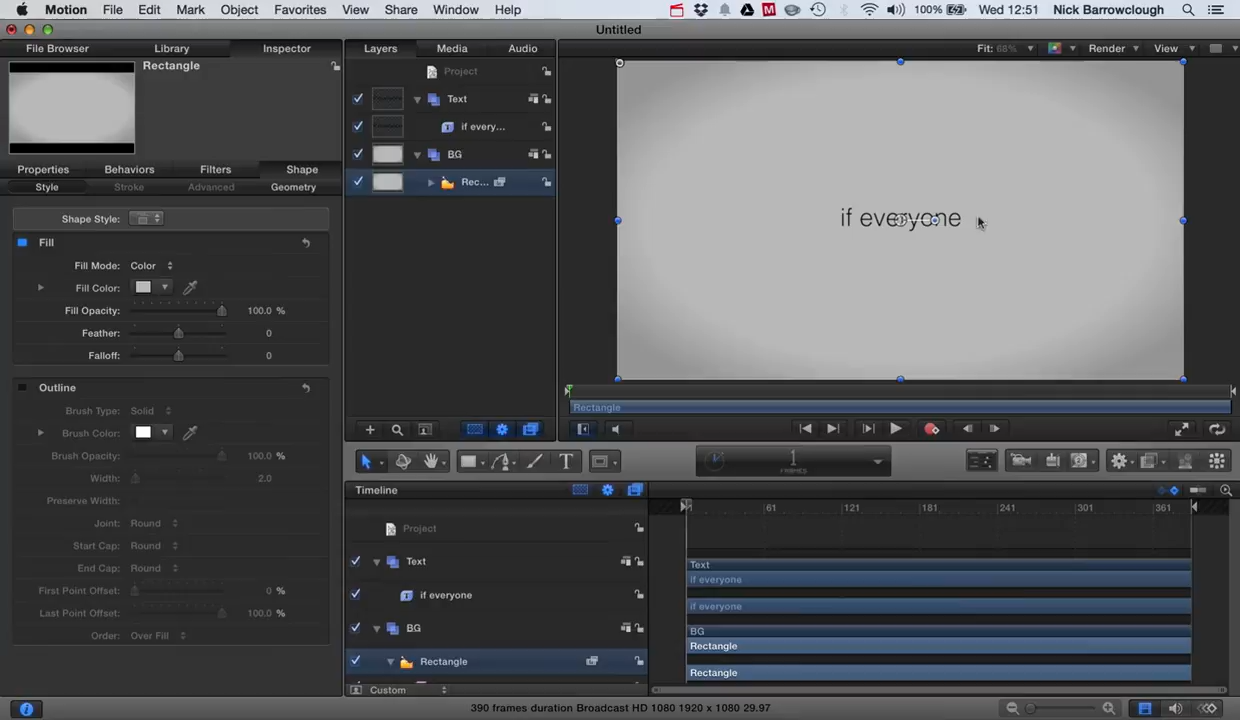 Motion File Edit Mark Object Favorites View Share Window Help 100% Wed 12:51 Nick Barrowclough
Untitled
File Browser Library Inspector Layers Media Audio Fit: 68% Render View
Rectangle
Project
Text
if every...
BG
Rec...
Properties Behaviors Filters Shape
Style Stroke Advanced Geometry
Shape Style:
Fill
Fill Mode: Color
Fill Color:
Fill Opacity: 100.0 %
Feather: 0
Falloff: 0
Outline
Brush Type: Solid
Brush Color:
Brush Opacity: 100.0 %
Width: 2.0
Preserve Width:
Joint: Round
Start Cap: Round
End Cap: Round
First Point Offset: 0 %
Last Point Offset: 100.0 %
Order: Over Fill
if everyone
Rectangle
1
FRAMES
T
Timeline
1 61 121 181 241 301 361
Project
Text
if everyone
BG
Rectangle
Custom
Text
if everyone
if everyone
BG
Rectangle
Rectangle
390 frames duration Broadcast HD 1080 1920 x 1080 29.97